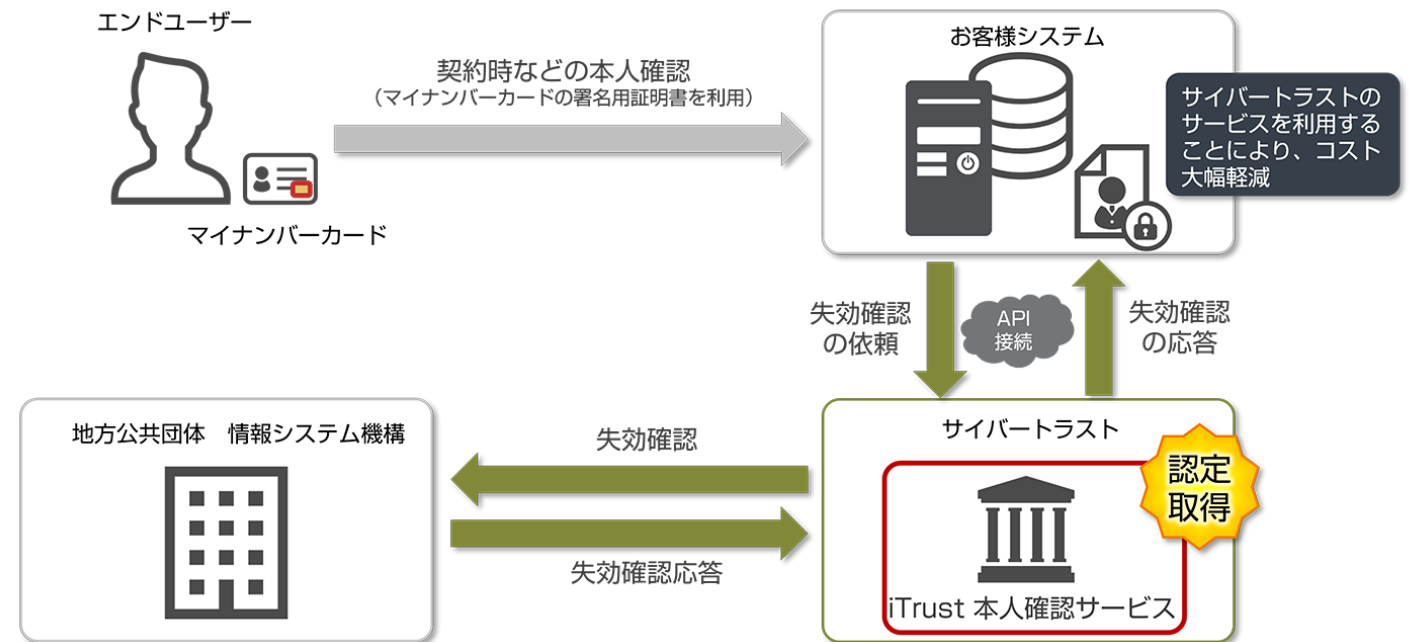 エンドユーザー
マイナンバーカード
契約時などの本人確認
（マイナンバーカードの署名用証明書を利用）
お客様システム
サイバートラストの
サービスを利用する
ことにより、コスト
大幅軽減
失効確認
の依頼
API
接続
失効確認
の応答
地方公共団体　情報システム機構
失効確認
失効確認応答
サイバートラスト
認定
取得
iTrust 本人確認サービス